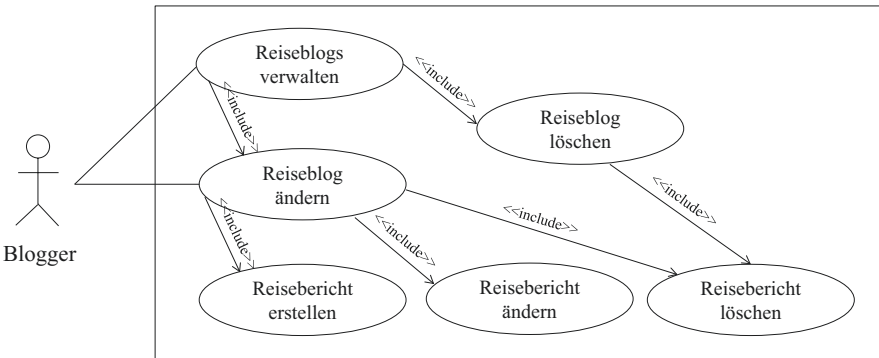 Reiseblogs
verwalten
<<include>>
<<include>>
Reiseblog
löschen
Reiseblog
ändern
<<include>>
<<include>>
<<include>>
<<include>>
Blogger
Reisebericht
erstellen
Reisebericht
ändern
Reisebericht
löschen